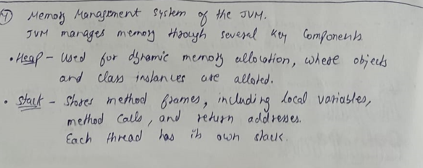 4) Memory Management System of the JVM.
JVM manages memory through several key components
• Heap - Used for dynamic memory allocation, where objects
and class instances are alloted.
• Stack - Stores method frames, including local variables,
method calls, and return addresses.
Each thread has its own stack.